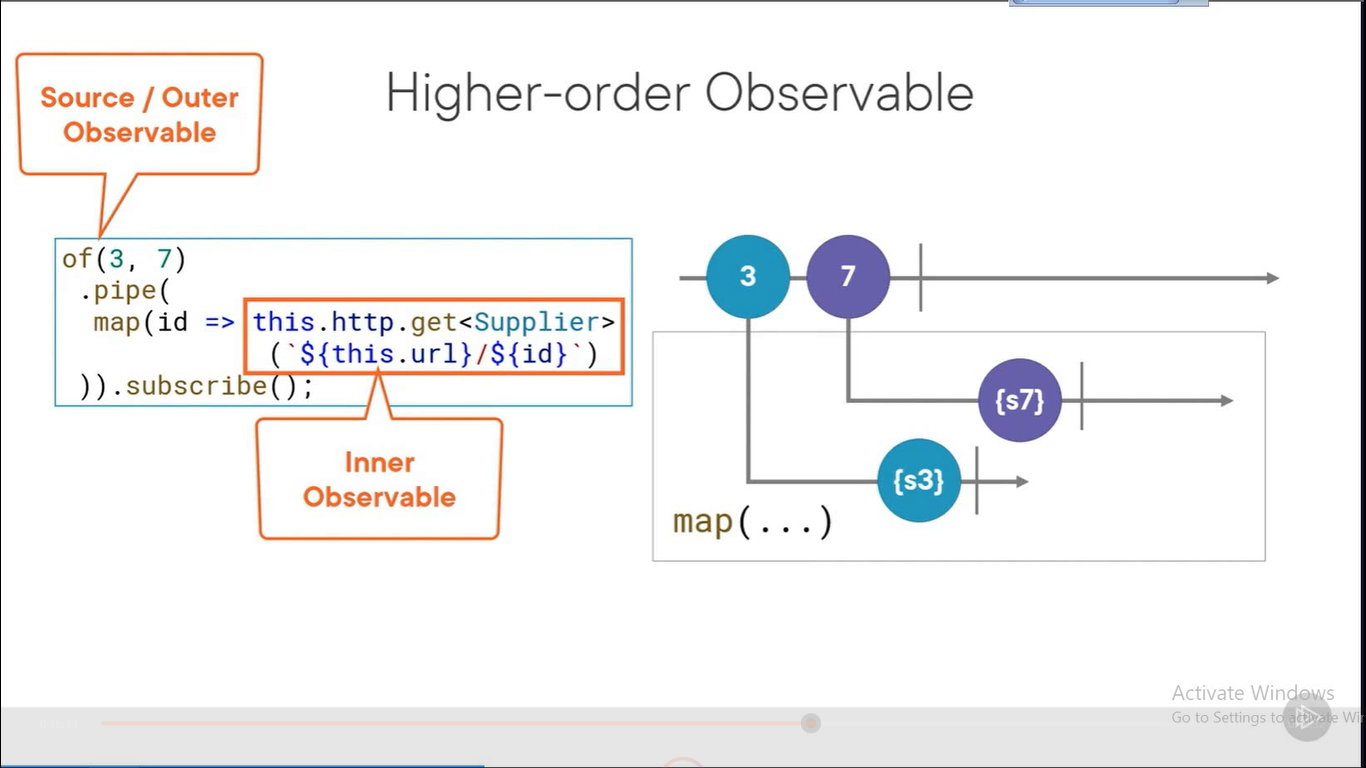 Higher-order Observable
Source / Outer
Observable
of(3, 7)
.pipe(
map(id => this.http.get<Supplier>
(`${this.url}/${id}`)
)).subscribe();
Inner
Observable
3
7
{s7}
{s3}
map(...)
Activate Windows
Go to Settings to activate Wi